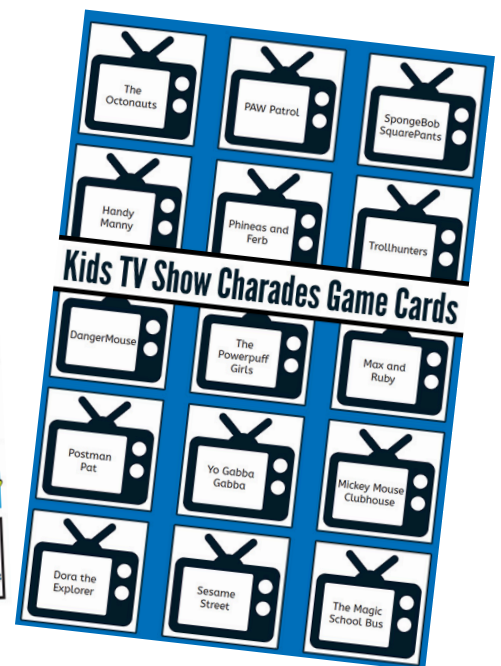 The
Octonauts
PAW Patrol
SpongeBob
SquarePants
Handy
Manny
Phineas and
Ferb
Trollhunters
Kids TV Show Charades Game Cards
DangerMouse
The
Powerpuff
Girls
Max and
Ruby
Postman
Pat
Yo Gabba
Gabba
Mickey Mouse
Clubhouse
Dora the
Explorer
Sesame
Street
The Magic
School Bus